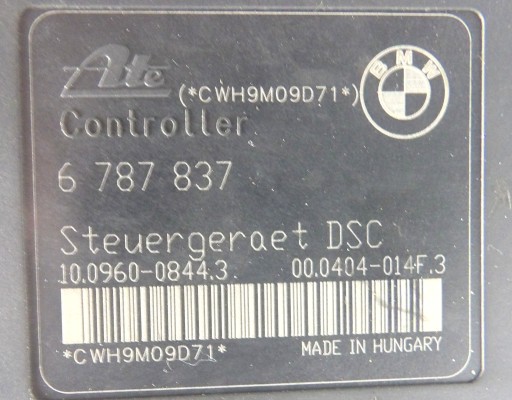 Ate (*CWH9M09D71*) BMW
Controller
6 787 837
Steuergeraet DSC
10.0960-0844.3 00.0404-014F.3
*CWH9M09D71* MADE IN HUNGARY